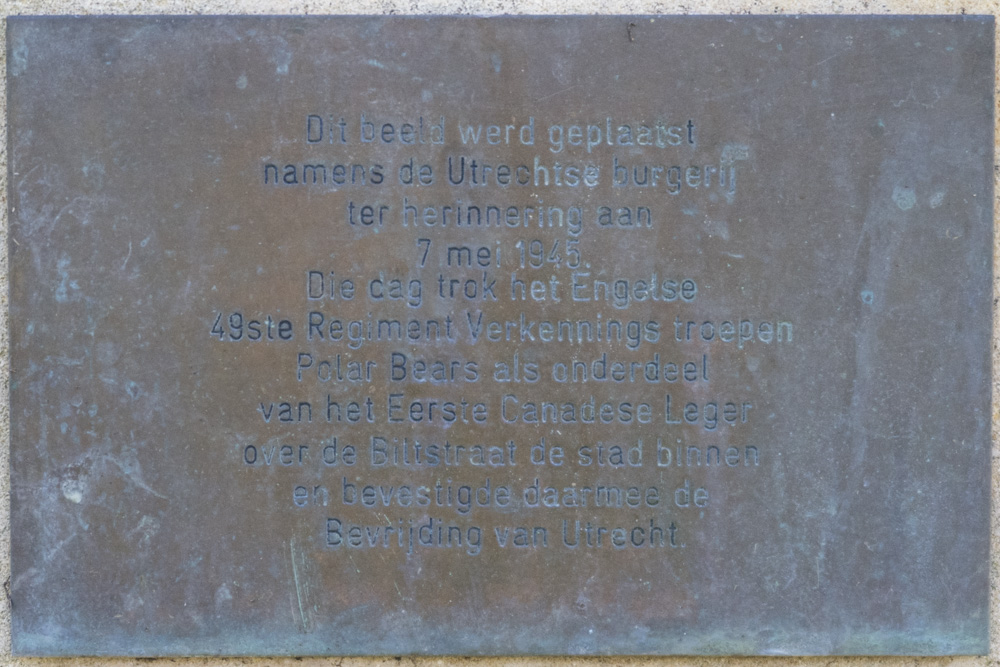 Dit beeld werd geplaatst
namens de Utrechtse burgerij
ter herinnering aan
7 mei 1945.
Die dag trok het Engelse
49ste Regiment Verkennings troepen
Polar Bears als onderdeel
van het Eerste Canadese Leger
over de Biltstraat de stad binnen
en bevestigde daarmee de
Bevrijding van Utrecht.